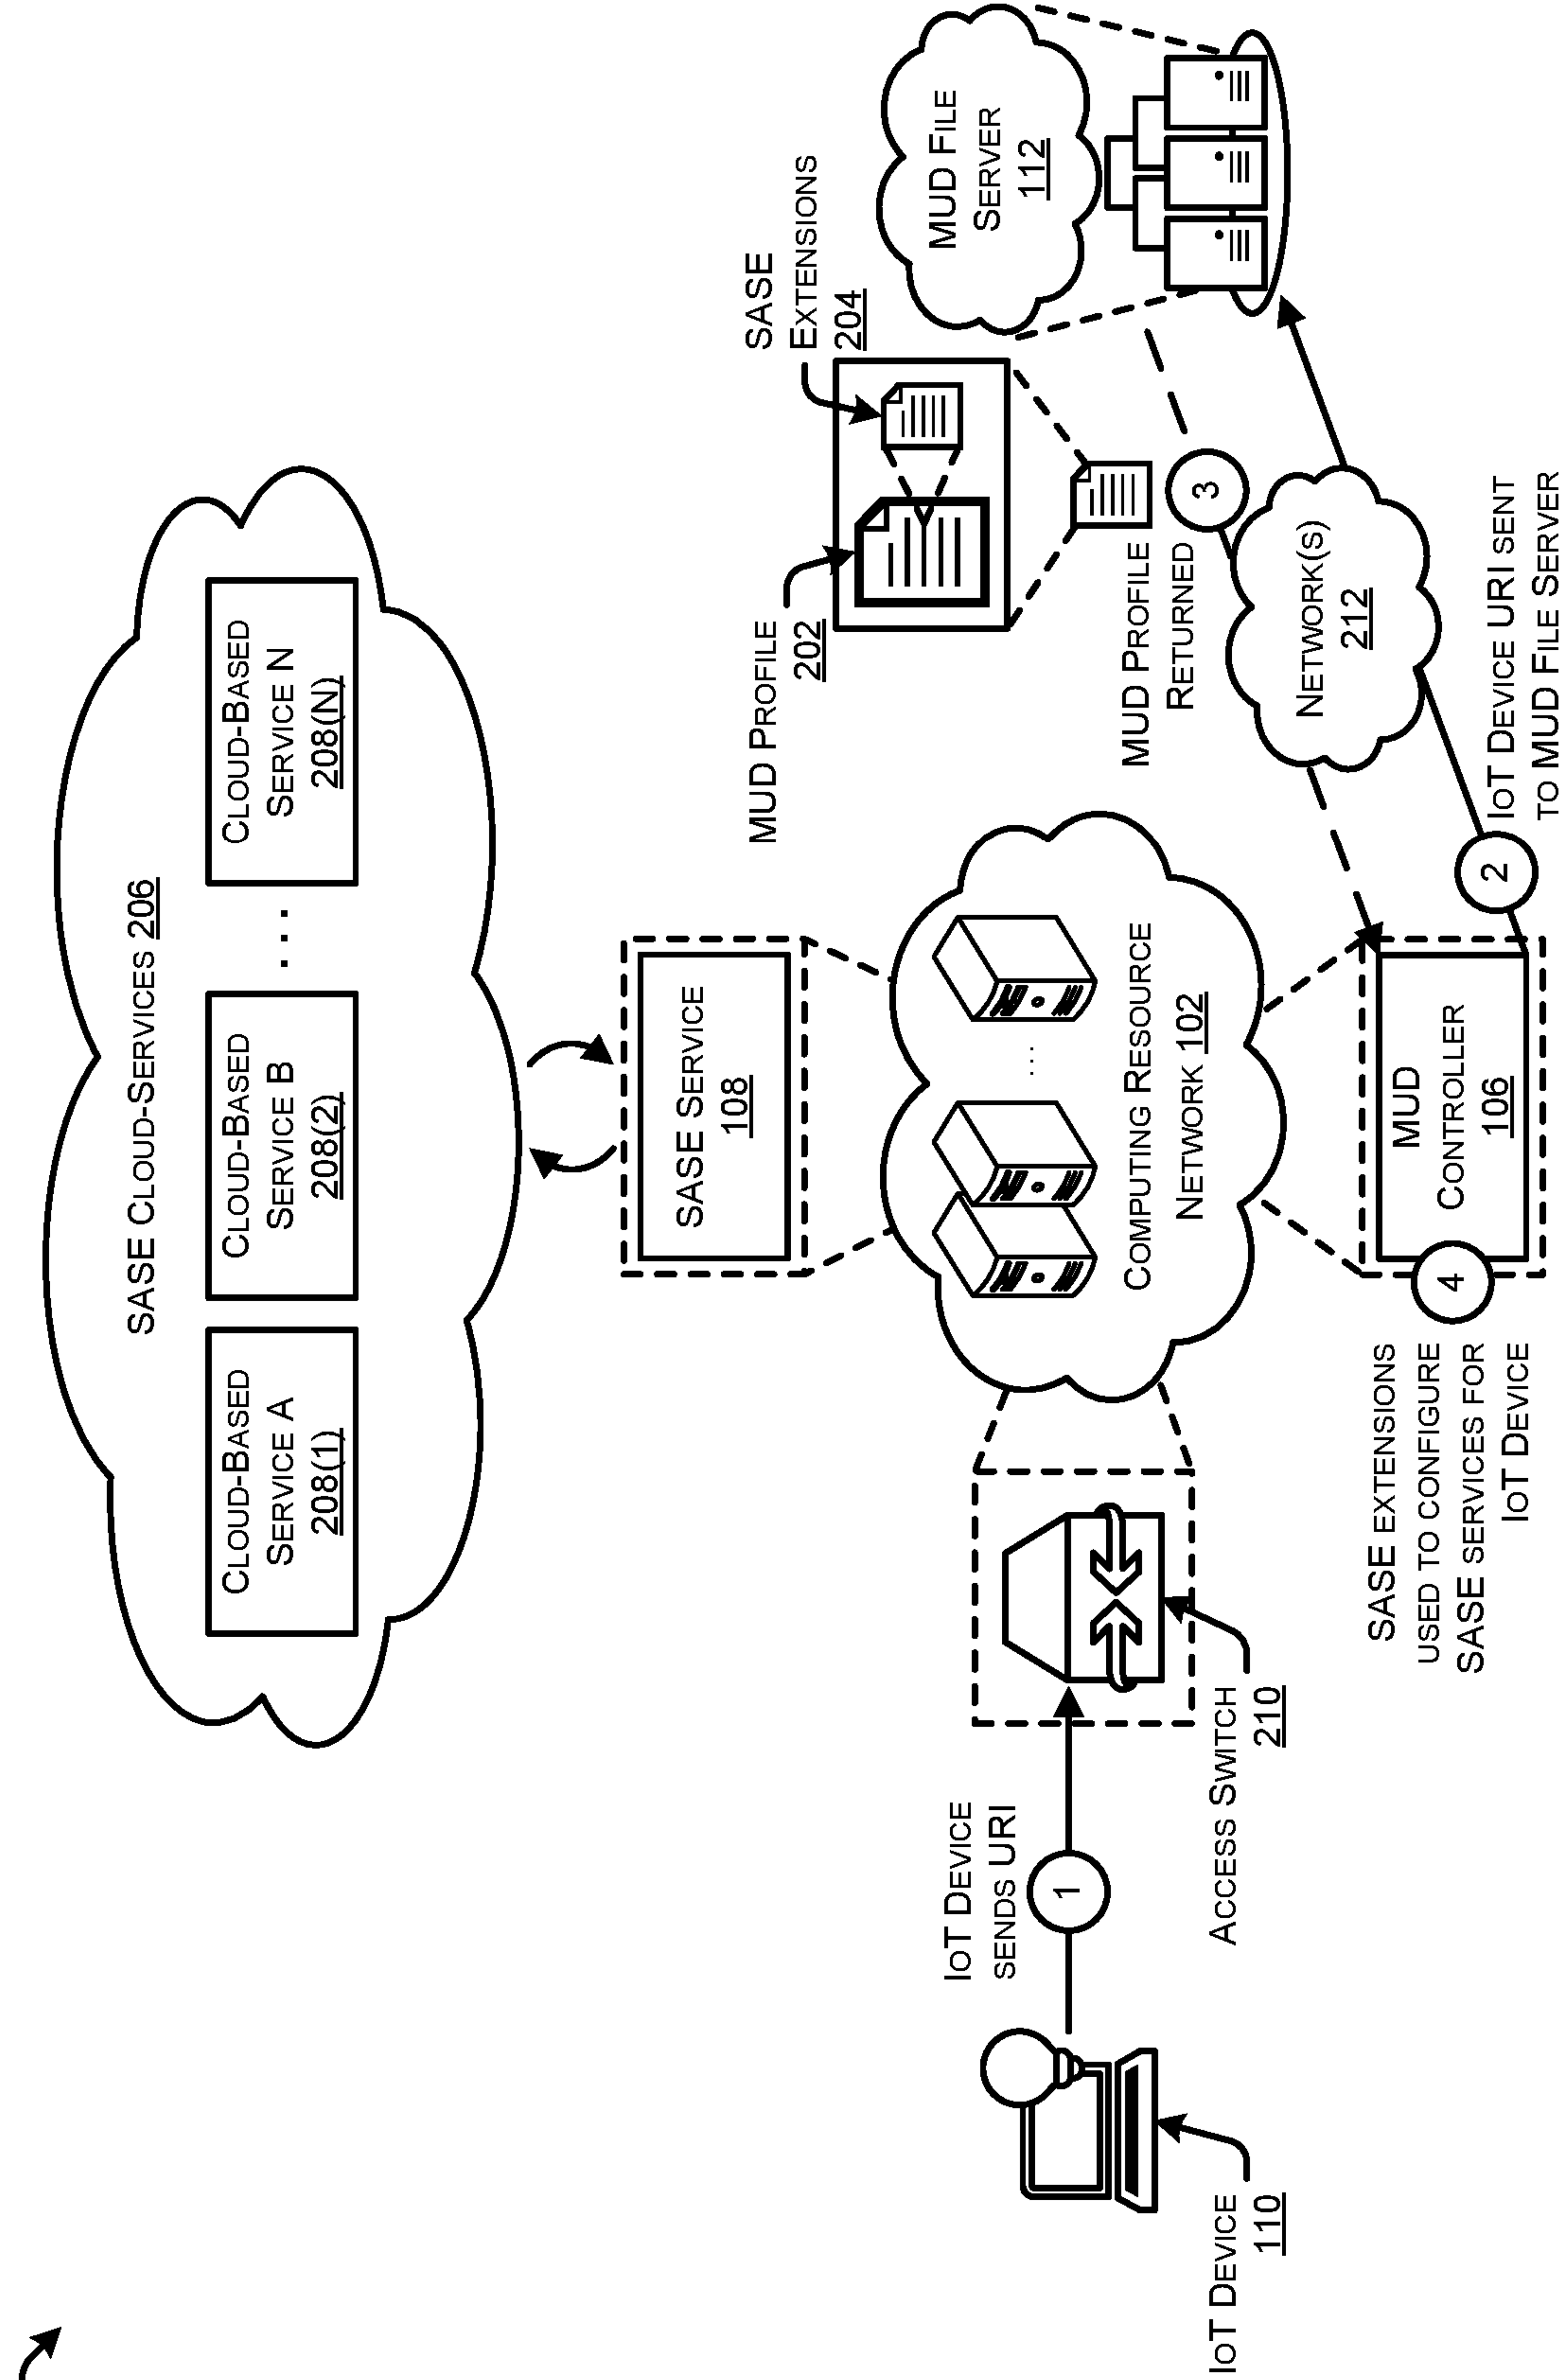 SASE CLOUD-SERVICES 206
CLOUD-BASED
SERVICE A
208(1)
CLOUD-BASED
SERVICE B
208(2)
...
CLOUD-BASED
SERVICE N
208(N)
SASE SERVICE
108
MUD PROFILE
202
SASE
EXTENSIONS
204
MUD FILE
SERVER
112
IOT DEVICE
SENDS URI
1
IOT DEVICE
110
ACCESS SWITCH
210
...
COMPUTING RESOURCE
NETWORK 102
MUD PROFILE
RETURNED
3
NETWORK(S)
212
MUD
CONTROLLER
106
4
SASE EXTENSIONS
USED TO CONFIGURE
SASE SERVICES FOR
IOT DEVICE
2
IOT DEVICE URI SENT
TO MUD FILE SERVER